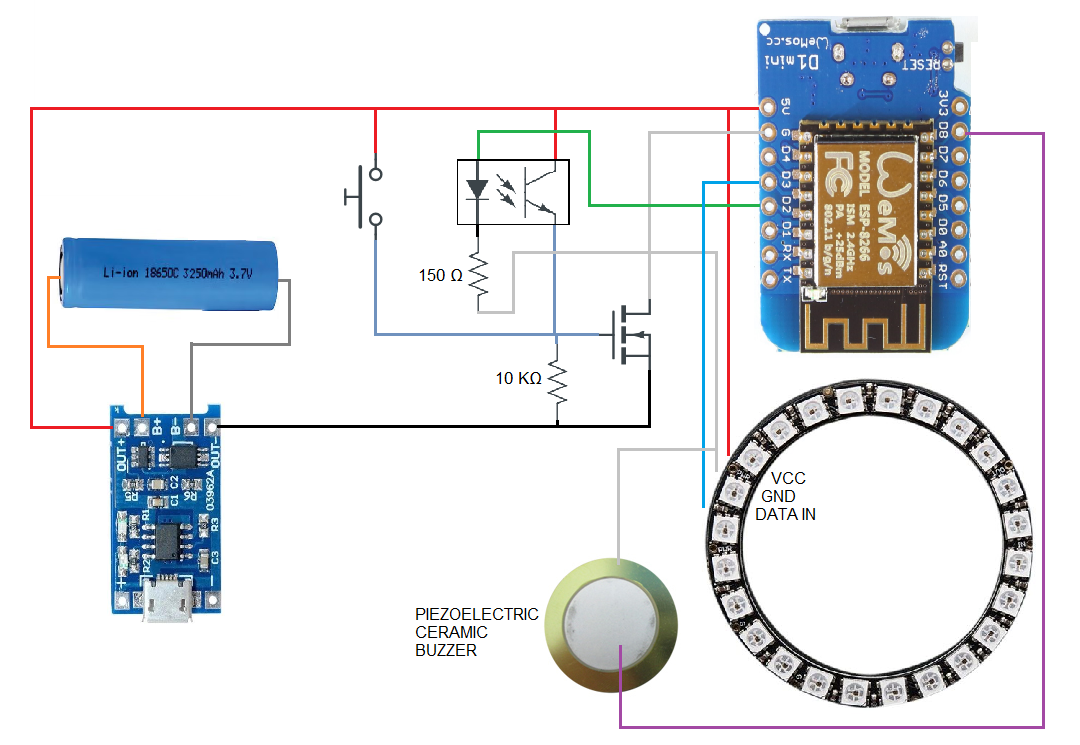 WeMos.cc
D1 mini
RESET
5V
G
D4
D3
D2
D1
RX
TX
3V3
D8
D7
D6
D5
D0
A0
RST
WeMos
FC
MODEL ESP-8266
ISM 2.4GHz
PA +25dBm
802.11 b/g/n
Li-ion 18650C 3250mAh 3.7V
150 Ω
10 KΩ
OUT+
B+
B-
OUT-
03962A
C2
C1
R1
R2
R3
C3
+
-
VCC
GND
DATA IN
PIEZOELECTRIC
CERAMIC
BUZZER